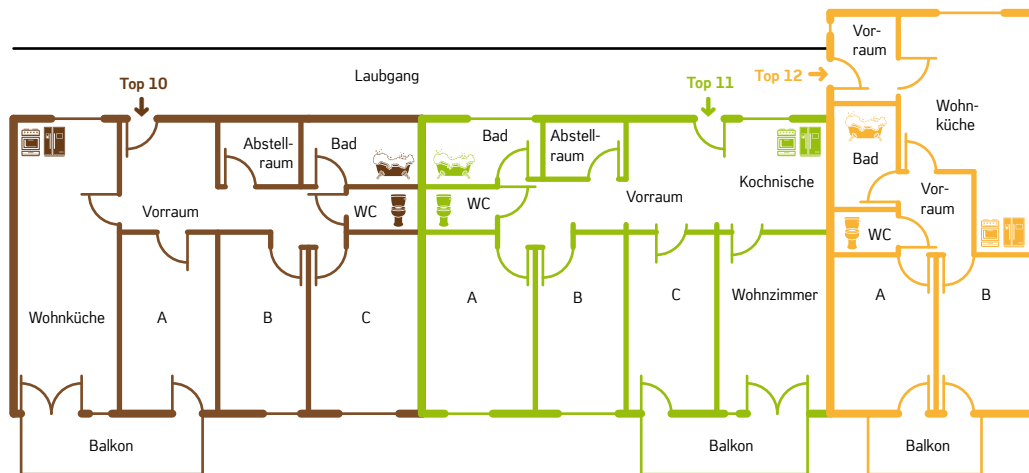 Laubgang
Top 10
Abstell-
raum
Bad
WC
Vorraum
Wohnküche
A
B
C
Balkon
Top 11
Bad
Abstell-
raum
WC
Vorraum
Kochnische
A
B
C
Wohnzimmer
Balkon
Top 12
Vor-
raum
Wohn-
küche
Bad
Vor-
raum
WC
A
B
Balkon